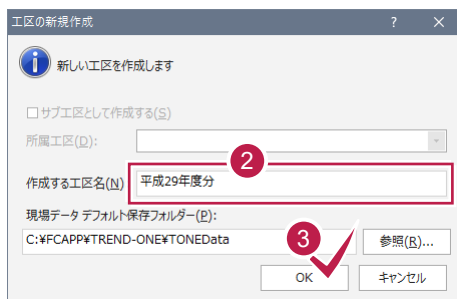 工区の新規作成 ? ×
新しい工区を作成します
サブ工区として作成する(S)
所属工区(D):
2
作成する工区名(N) 平成29年度分
現場データ デフォルト保存フォルダー(P):
C:¥FCAPP¥TREND-ONE¥TONEData 参照(R)...
3
OK キャンセル